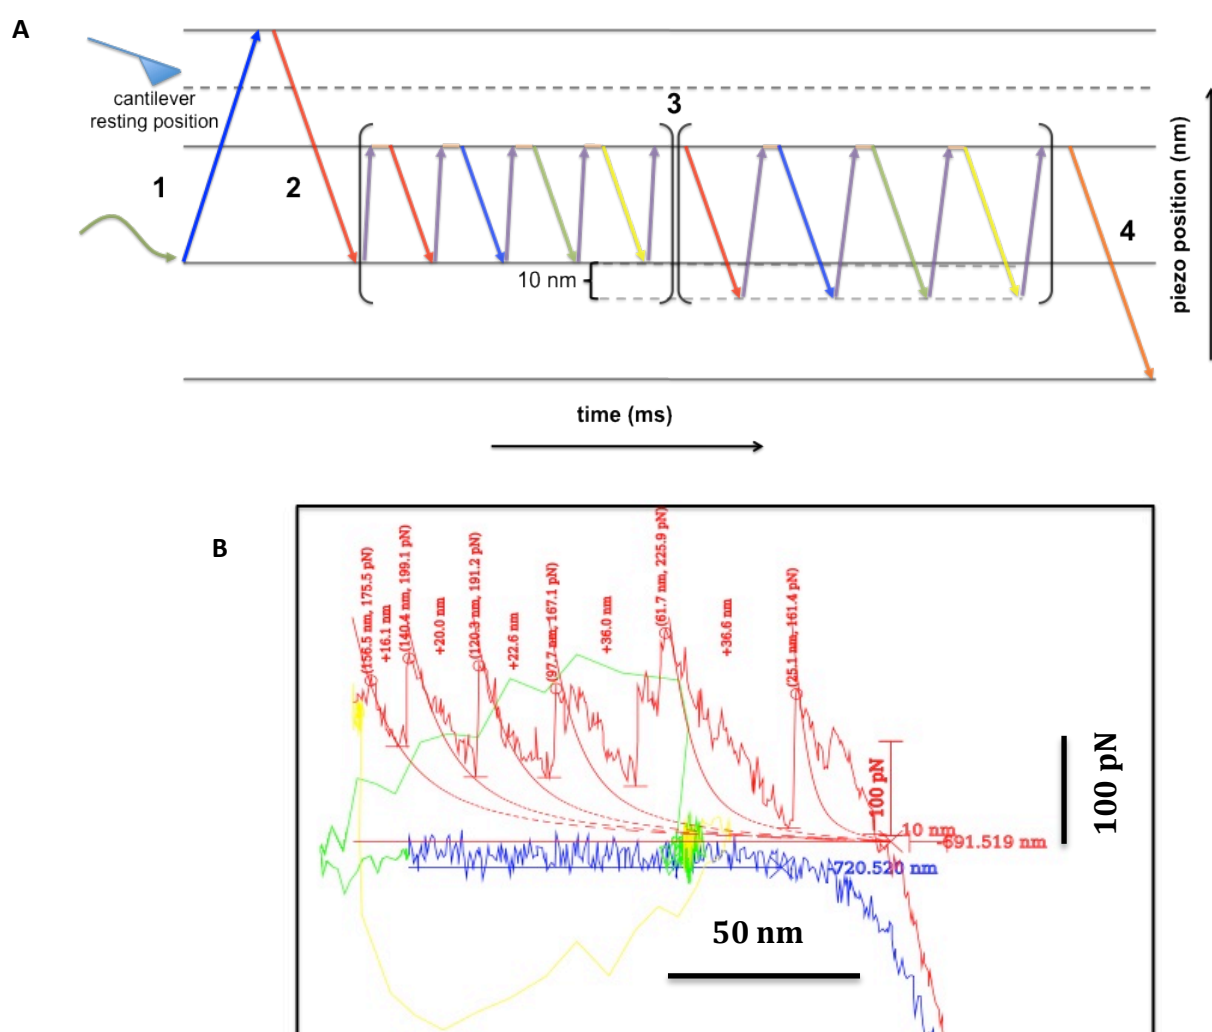 A
cantilever
resting position
1
2
3
4
10 nm
piezo position (nm)
time (ms)
B
(156.5 nm, 175.5 pN)
+16.1 nm
(140.4 nm, 199.1 pN)
+20.0 nm
(120.3 nm, 191.2 pN)
+22.6 nm
(97.7 nm, 167.1 pN)
+36.0 nm
(61.7 nm, 225.9 pN)
+36.6 nm
(25.1 nm, 161.4 pN)
100 pN
10 nm
-691.519 nm
-720.520 nm
50 nm
100 pN